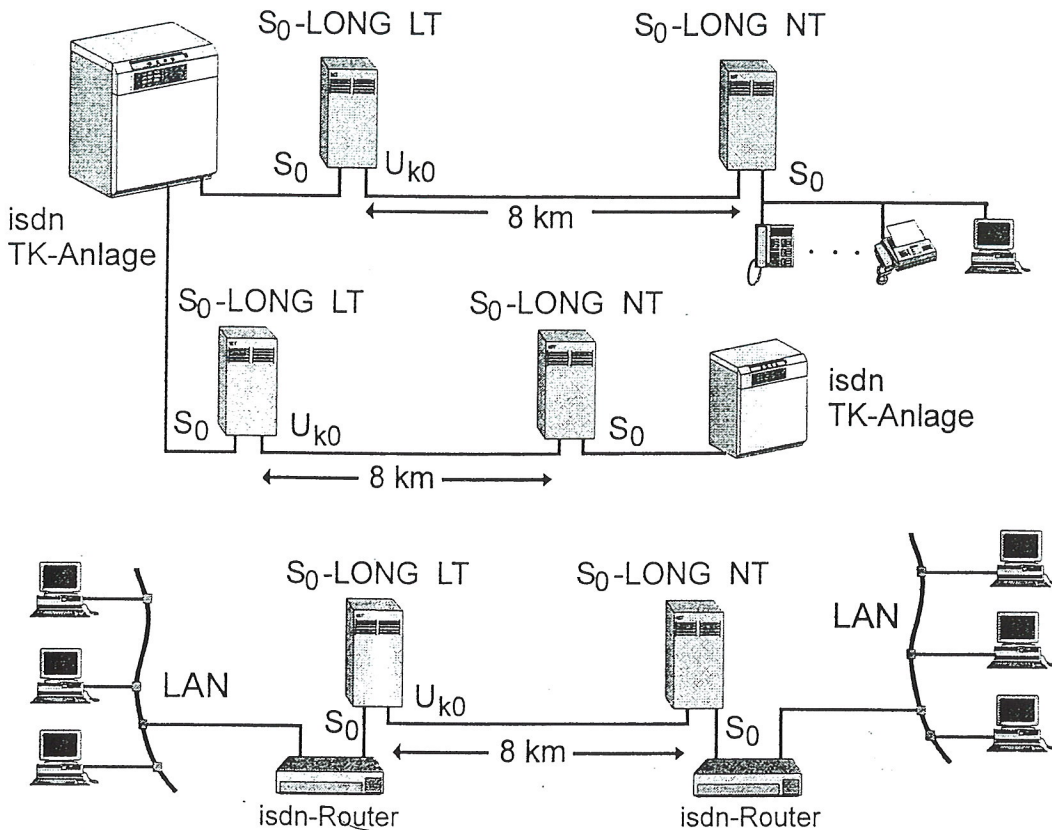 S0-LONG LT
S0-LONG NT
S0
Uk0
S0
8 km
isdn
TK-Anlage
S0-LONG LT
S0-LONG NT
isdn
TK-Anlage
S0
Uk0
S0
8 km
S0-LONG LT
S0-LONG NT
LAN
LAN
Uk0
S0
S0
8 km
isdn-Router
isdn-Router